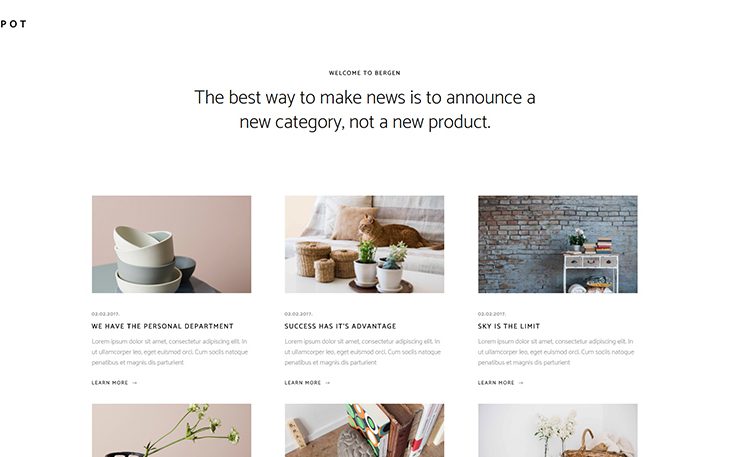 POT
WELCOME TO BERGEN
The best way to make news is to announce a
new category, not a new product.
02.02.2017.
WE HAVE THE PERSONAL DEPARTMENT
Lorem ipsum dolor sit amet, consectetur adipiscing elit. In
ut ullamcorper leo, eget euismod orci. Cum sociis natoque
penatibus et magnis dis parturient
LEARN MORE →
02.02.2017.
SUCCESS HAS IT'S ADVANTAGE
Lorem ipsum dolor sit amet, consectetur adipiscing elit. In
ut ullamcorper leo, eget euismod orci. Cum sociis natoque
penatibus et magnis dis parturient
LEARN MORE →
02.02.2017.
SKY IS THE LIMIT
Lorem ipsum dolor sit amet, consectetur adipiscing elit. In
ut ullamcorper leo, eget euismod orci. Cum sociis natoque
penatibus et magnis dis parturient
LEARN MORE →